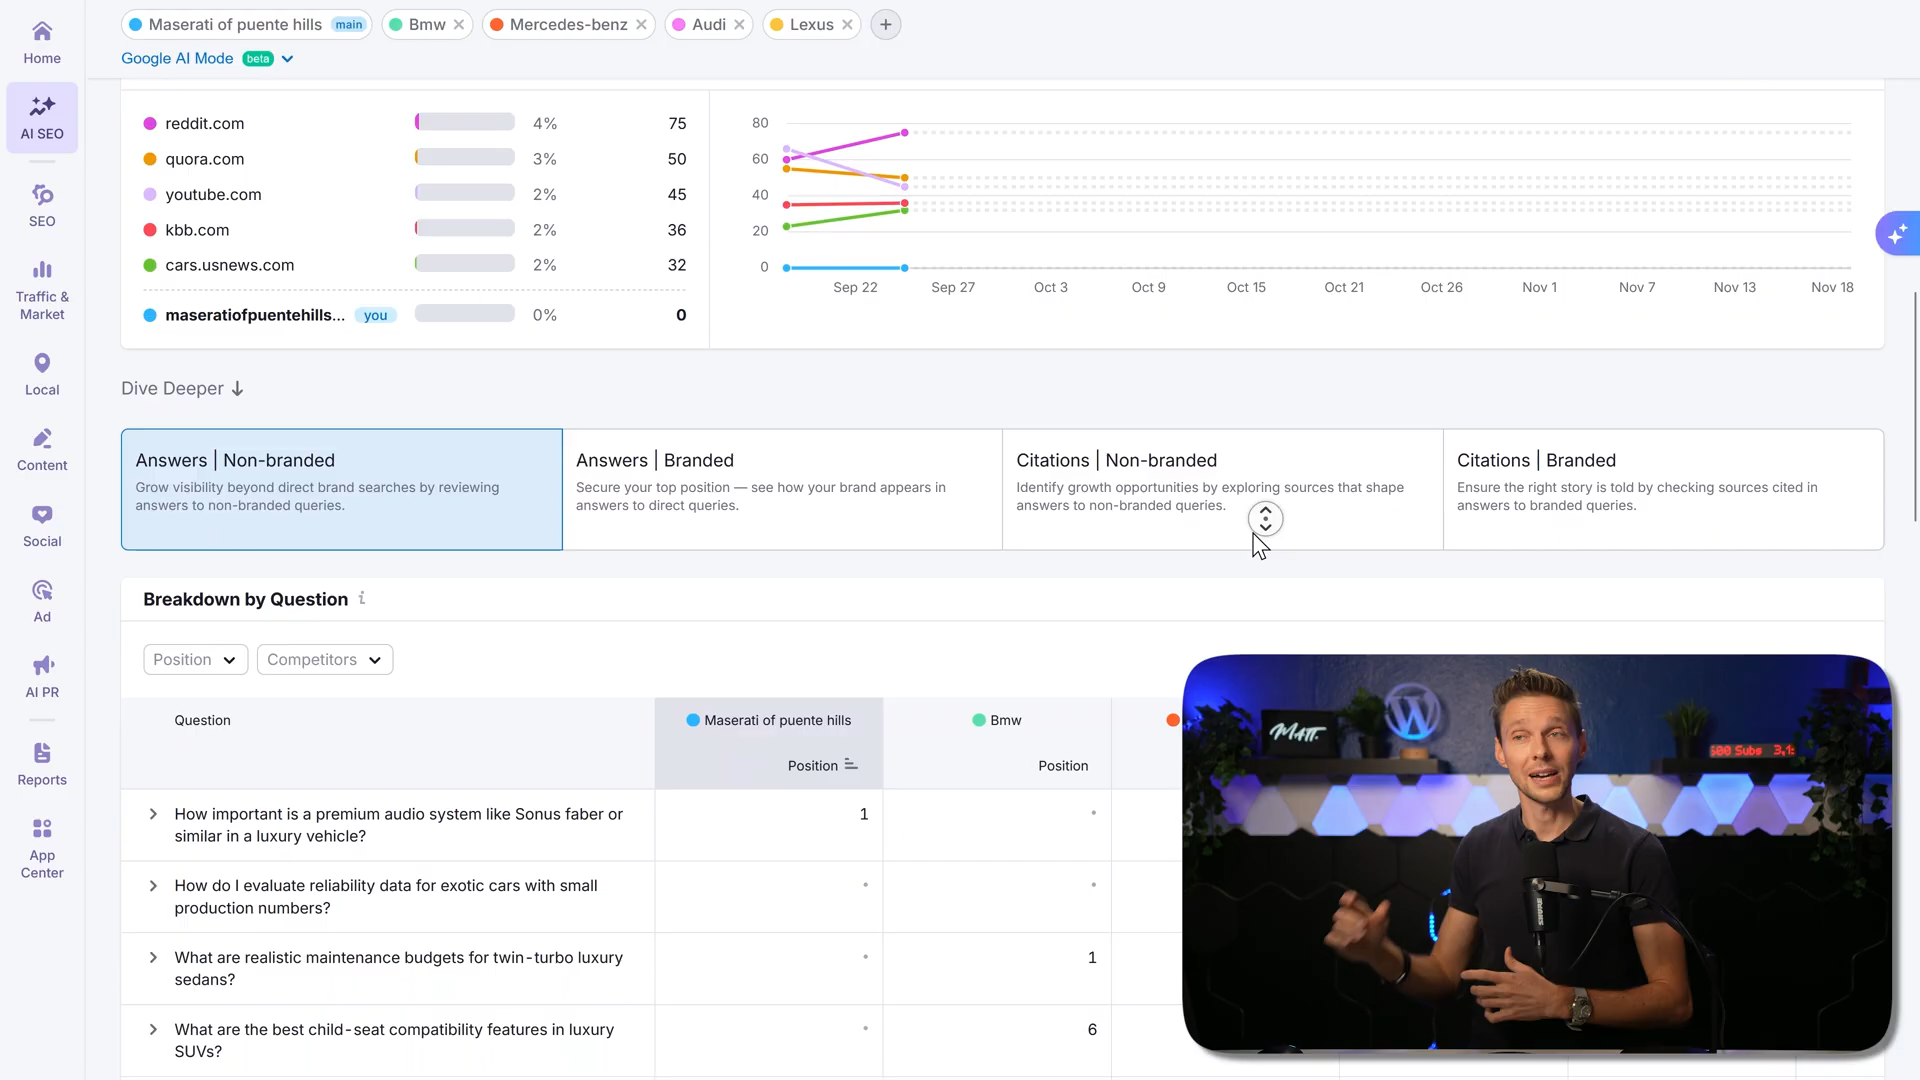 Home
AI SEO
SEO
Traffic &
Market
Local
Content
Social
Ad
AI PR
Reports
App
Center
Maserati of puente hills main
Bmw
Mercedes-benz
Audi
Lexus
Google AI Mode beta
reddit.com 4% 75
quora.com 3% 50
youtube.com 2% 45
kbb.com 2% 36
cars.usnews.com 2% 32
maseratiofpuentehills... you 0% 0
80
60
40
20
0
Sep 22 Sep 27 Oct 3 Oct 9 Oct 15 Oct 21 Oct 26 Nov 1 Nov 7 Nov 13 Nov 18
Dive Deeper
Answers | Non-branded
Grow visibility beyond direct brand searches by reviewing
answers to non-branded queries.
Answers | Branded
Secure your top position — see how your brand appears in
answers to direct queries.
Citations | Non-branded
Identify growth opportunities by exploring sources that shape
answers to non-branded queries.
Citations | Branded
Ensure the right story is told by checking sources cited in
answers to branded queries.
Breakdown by Question i
Position
Competitors
Question
Maserati of puente hills
Bmw
Position
Position
How important is a premium audio system like Sonus faber or
similar in a luxury vehicle?
1
How do I evaluate reliability data for exotic cars with small
production numbers?
What are realistic maintenance budgets for twin-turbo luxury
sedans?
1
What are the best child-seat compatibility features in luxury
SUVs?
6
MATT.
W
Subs 3.1
SHURE